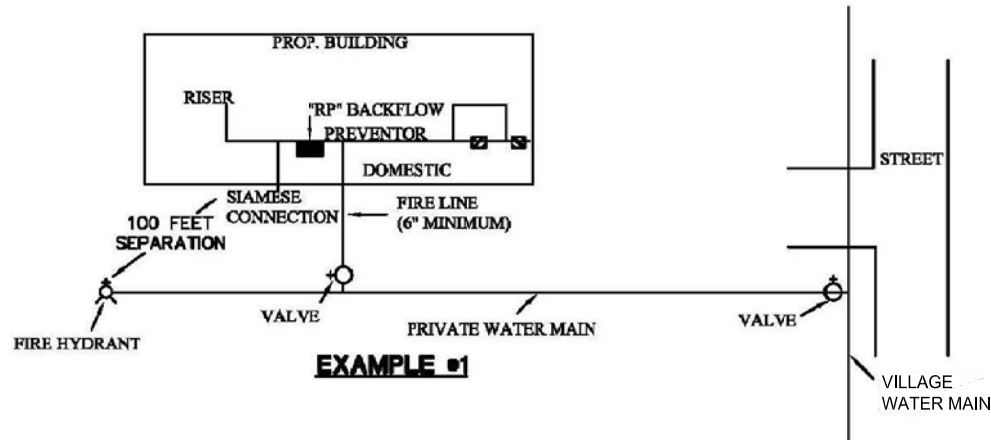 PROP. BUILDING
RISER
"RP" BACKFLOW
PREVENTOR
DOMESTIC
STREET
SIAMESE
CONNECTION
FIRE LINE
(6" MINIMUM)
100 FEET
SEPARATION
VALVE
PRIVATE WATER MAIN
VALVE
FIRE HYDRANT
EXAMPLE #1
VILLAGE
WATER MAIN